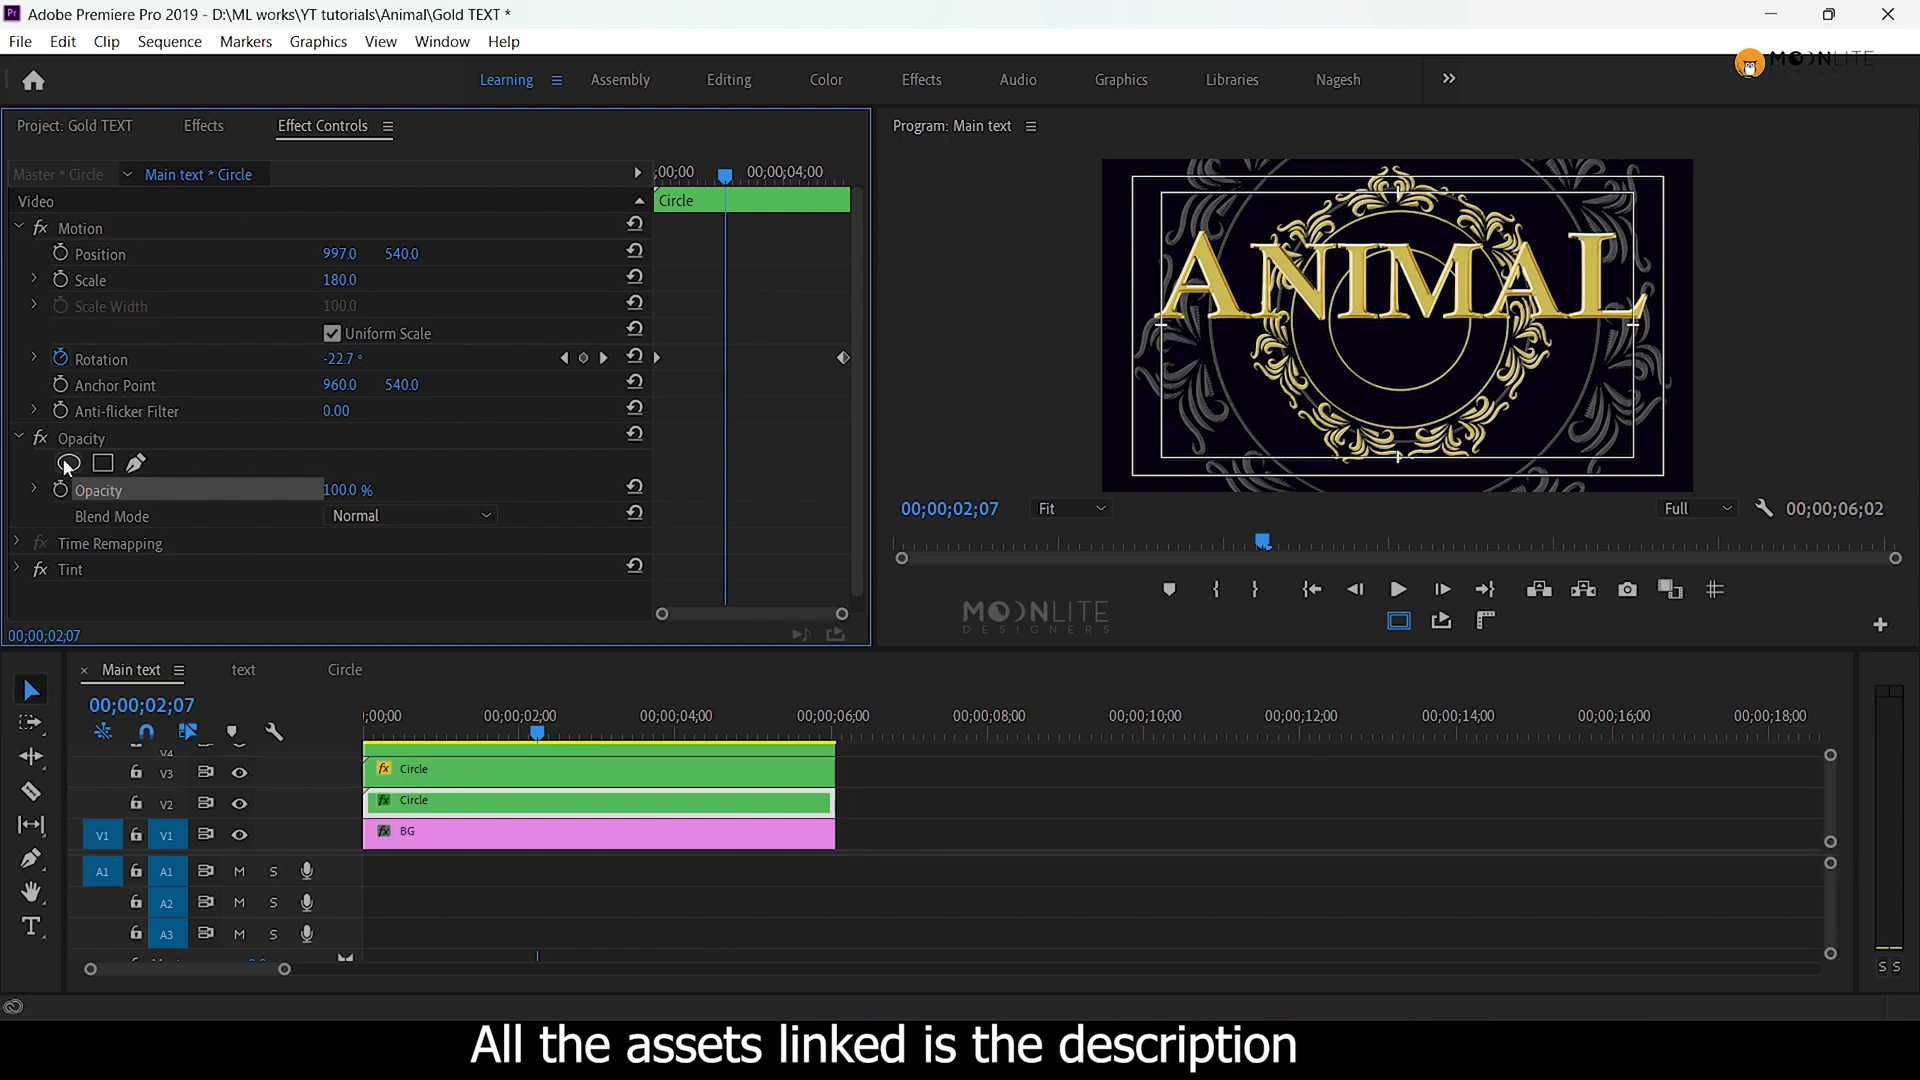 Adobe Premiere Pro 2019 - D:\ML works\YT tutorials\Animal\Gold TEXT *
File Edit Clip Sequence Markers Graphics View Window Help
MOONLITE
Learning Assembly Editing Color Effects Audio Graphics Libraries Nagesh
Project: Gold TEXT Effects Effect Controls
Program: Main text
Master * Circle Main text * Circle
;00;00 00;00;04;00
Video
Circle
Motion
Position 997.0 540.0
Scale 180.0
Scale Width 100.0
Uniform Scale
Rotation -22.7 °
Anchor Point 960.0 540.0
Anti-flicker Filter 0.00
Opacity
Opacity 100.0 %
Blend Mode Normal
Time Remapping
Tint
00;00;02;07
ANIMAL
00;00;02;07 Fit Full 00;00;06;02
MOONLITE
DESIGNERS
Main text text Circle
00;00;02;07
;00;00 00;00;02;00 00;00;04;00 00;00;06;00 00;00;08;00 00;00;10;00 00;00;12;00 00;00;14;00 00;00;16;00 00;00;18;00
V4
V3 fx Circle
V2 fx Circle
V1 V1 fx BG
A1 A1 M S
A2 M S
A3 M S
S S
All the assets linked is the description